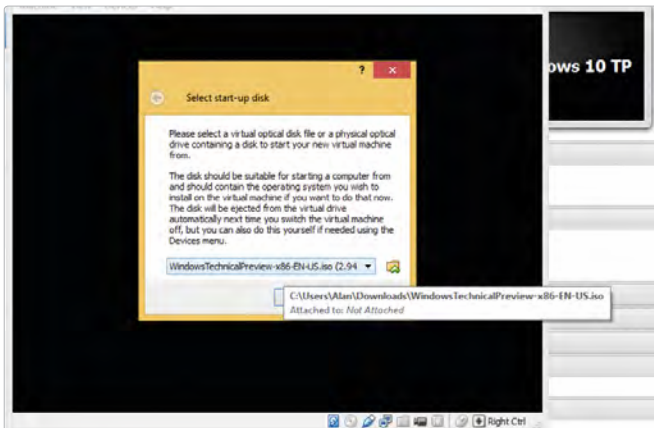 Machine View Devices Help
ows 10 TP
?
×
Select start-up disk
Please select a virtual optical disk file or a physical optical
drive containing a disk to start your new virtual machine
from.
The disk should be suitable for starting a computer from
and should contain the operating system you wish to
install on the virtual machine if you want to do that now.
The disk will be ejected from the virtual drive
automatically next time you switch the virtual machine
off, but you can also do this yourself if needed using the
Devices menu.
WindowsTechnicalPreview-x86-EN-US.iso (2.94
C:\Users\Alan\Downloads\WindowsTechnicalPreview-x86-EN-US.iso
Attached to: Not Attached
Right Ctrl